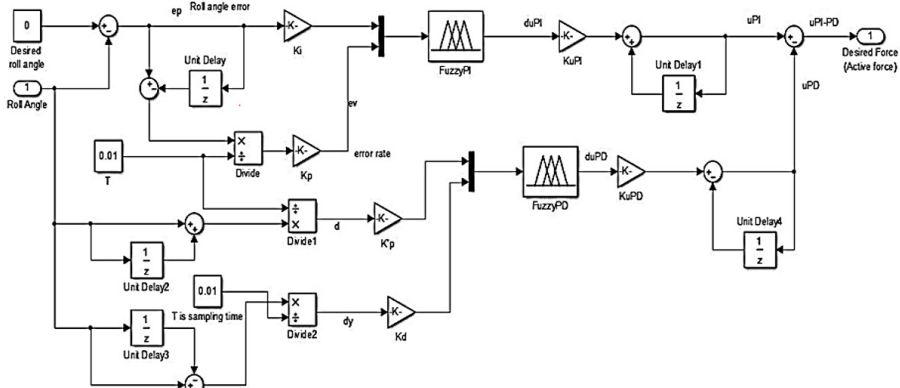 ep
Roll angle error
0
Desired
roll angle
1
Roll Angle
-K-
Ki
Unit Delay
1
z
ev
0.01
T
×
÷
Divide
-K-
Kp
error rate
FuzzyPI
duPI
-K-
KuPI
uPI
Unit Delay1
1
z
uPI-PD
1
Desired Force
(Active force)
uPD
÷
×
Divide1
d
-K-
K'p
1
z
Unit Delay2
FuzzyPD
duPD
-K-
KuPD
Unit Delay4
1
z
0.01
T is sampling time
×
÷
Divide2
dy
-K-
Kd
1
z
Unit Delay3